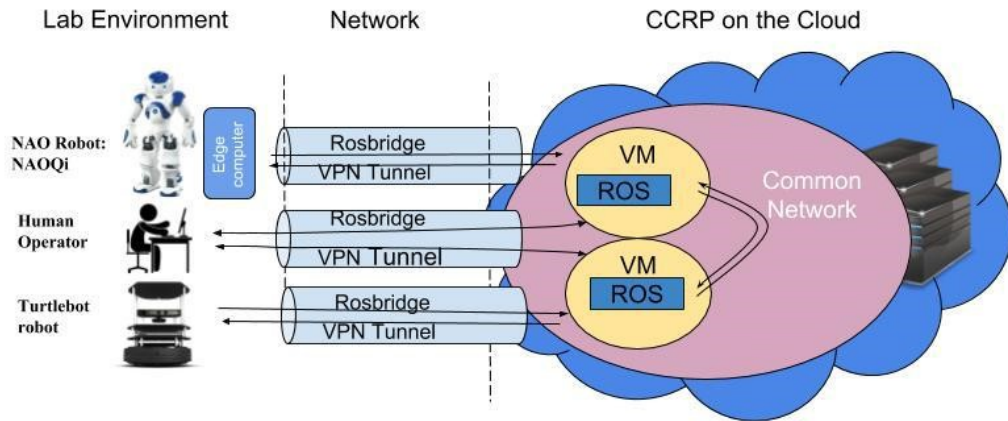 Lab Environment
Network
CCRP on the Cloud
NAO Robot:
NAOQi
Edge
computer
Rosbridge
VPN Tunnel
VM
ROS
Common
Network
Human
Operator
Rosbridge
VPN Tunnel
VM
ROS
Turtlebot
robot
Rosbridge
VPN Tunnel